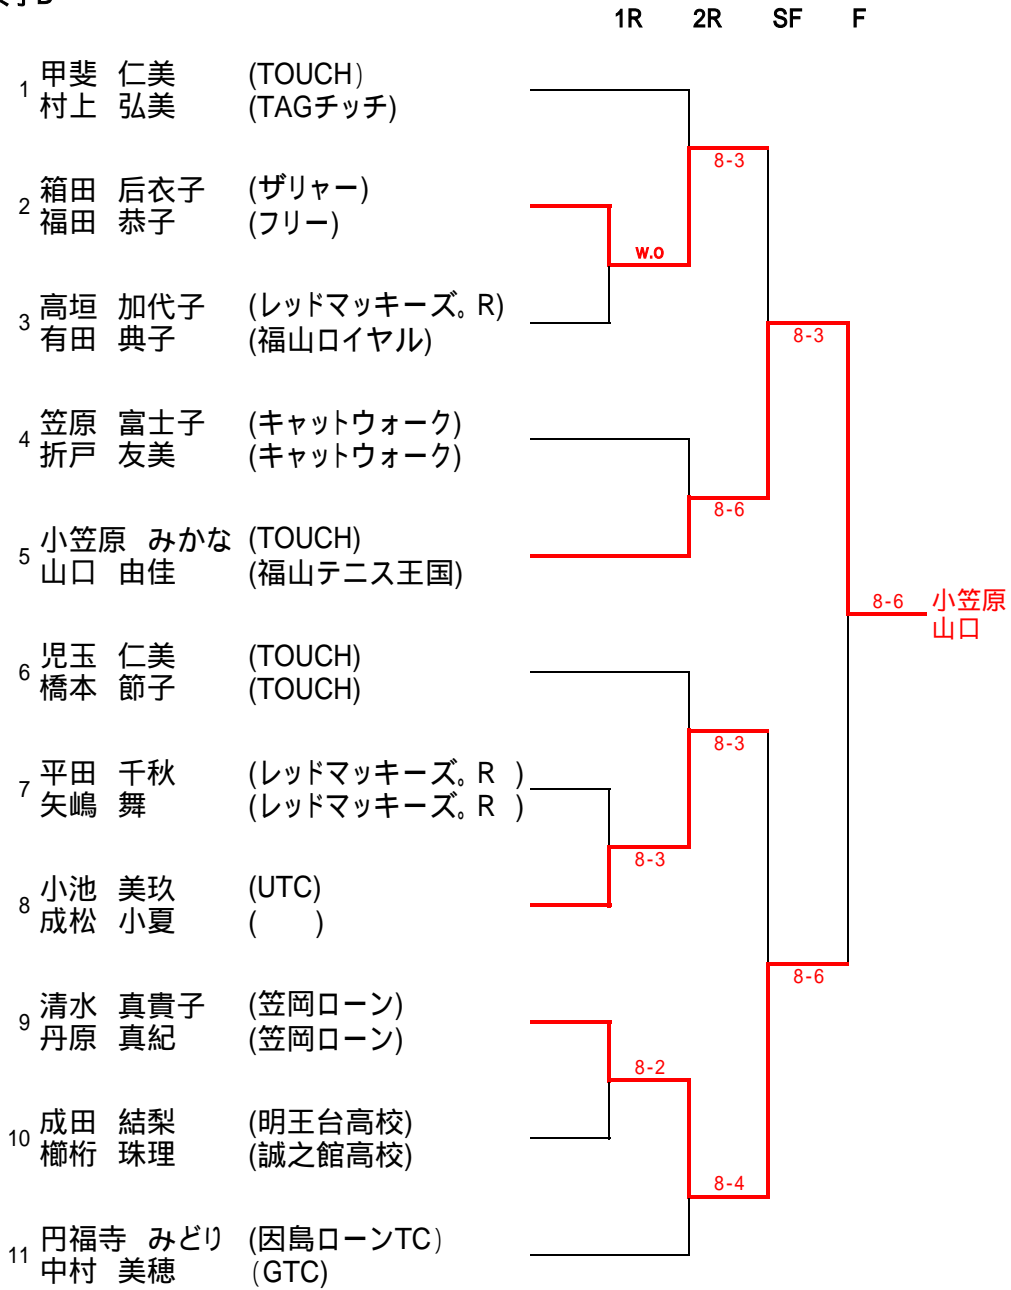 1R 2R SF F
1 甲斐 仁美 (TOUCH)
村上 弘美 (TAGチッチ)
8-3
2 箱田 后衣子 (ザリャー)
福田 恭子 (フリー)
w.o
3 高垣 加代子 (レッドマッキーズ。R)
有田 典子 (福山ロイヤル)
8-3
4 笠原 富士子 (キャットウォーク)
折戸 友美 (キャットウォーク)
8-6
5 小笠原 みかな (TOUCH)
山口 由佳 (福山テニス王国)
8-6 小笠原
山口
6 児玉 仁美 (TOUCH)
橋本 節子 (TOUCH)
8-3
7 平田 千秋 (レッドマッキーズ。R )
矢嶋 舞 (レッドマッキーズ。R )
8-3
8 小池 美玖 (UTC)
成松 小夏 ( )
8-6
9 清水 真貴子 (笠岡ローン)
丹原 真紀 (笠岡ローン)
8-2
10 成田 結梨 (明王台高校)
櫛桁 珠理 (誠之館高校)
8-4
11 円福寺 みどり (因島ローンTC)
中村 美穂 (GTC)